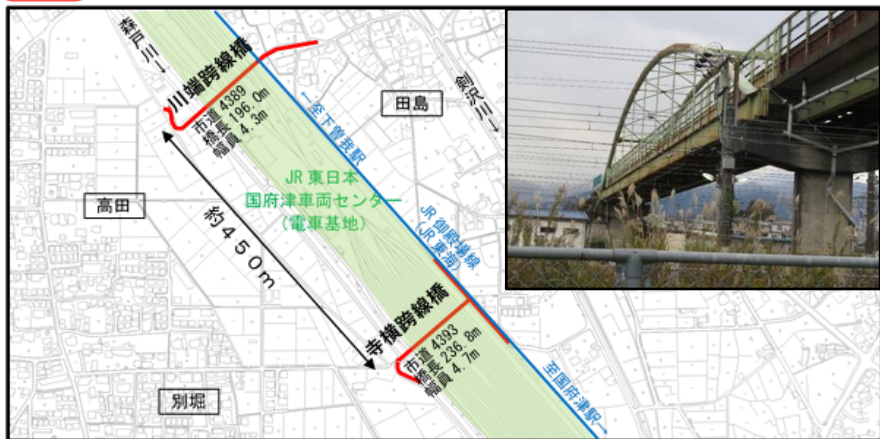 森戸川→
川端跨線橋
市道 4389
橋長 196.0m
幅員 4.3m
剣沢川→
田島
←至下曽我駅
JR 東日本
国府津車両センター
(電車基地)
高田
約450m
JR 御殿場線
(JR 東海)
寺横跨線橋
市道 4393
橋長 236.8m
幅員 4.7m
至国府津駅→
別堀